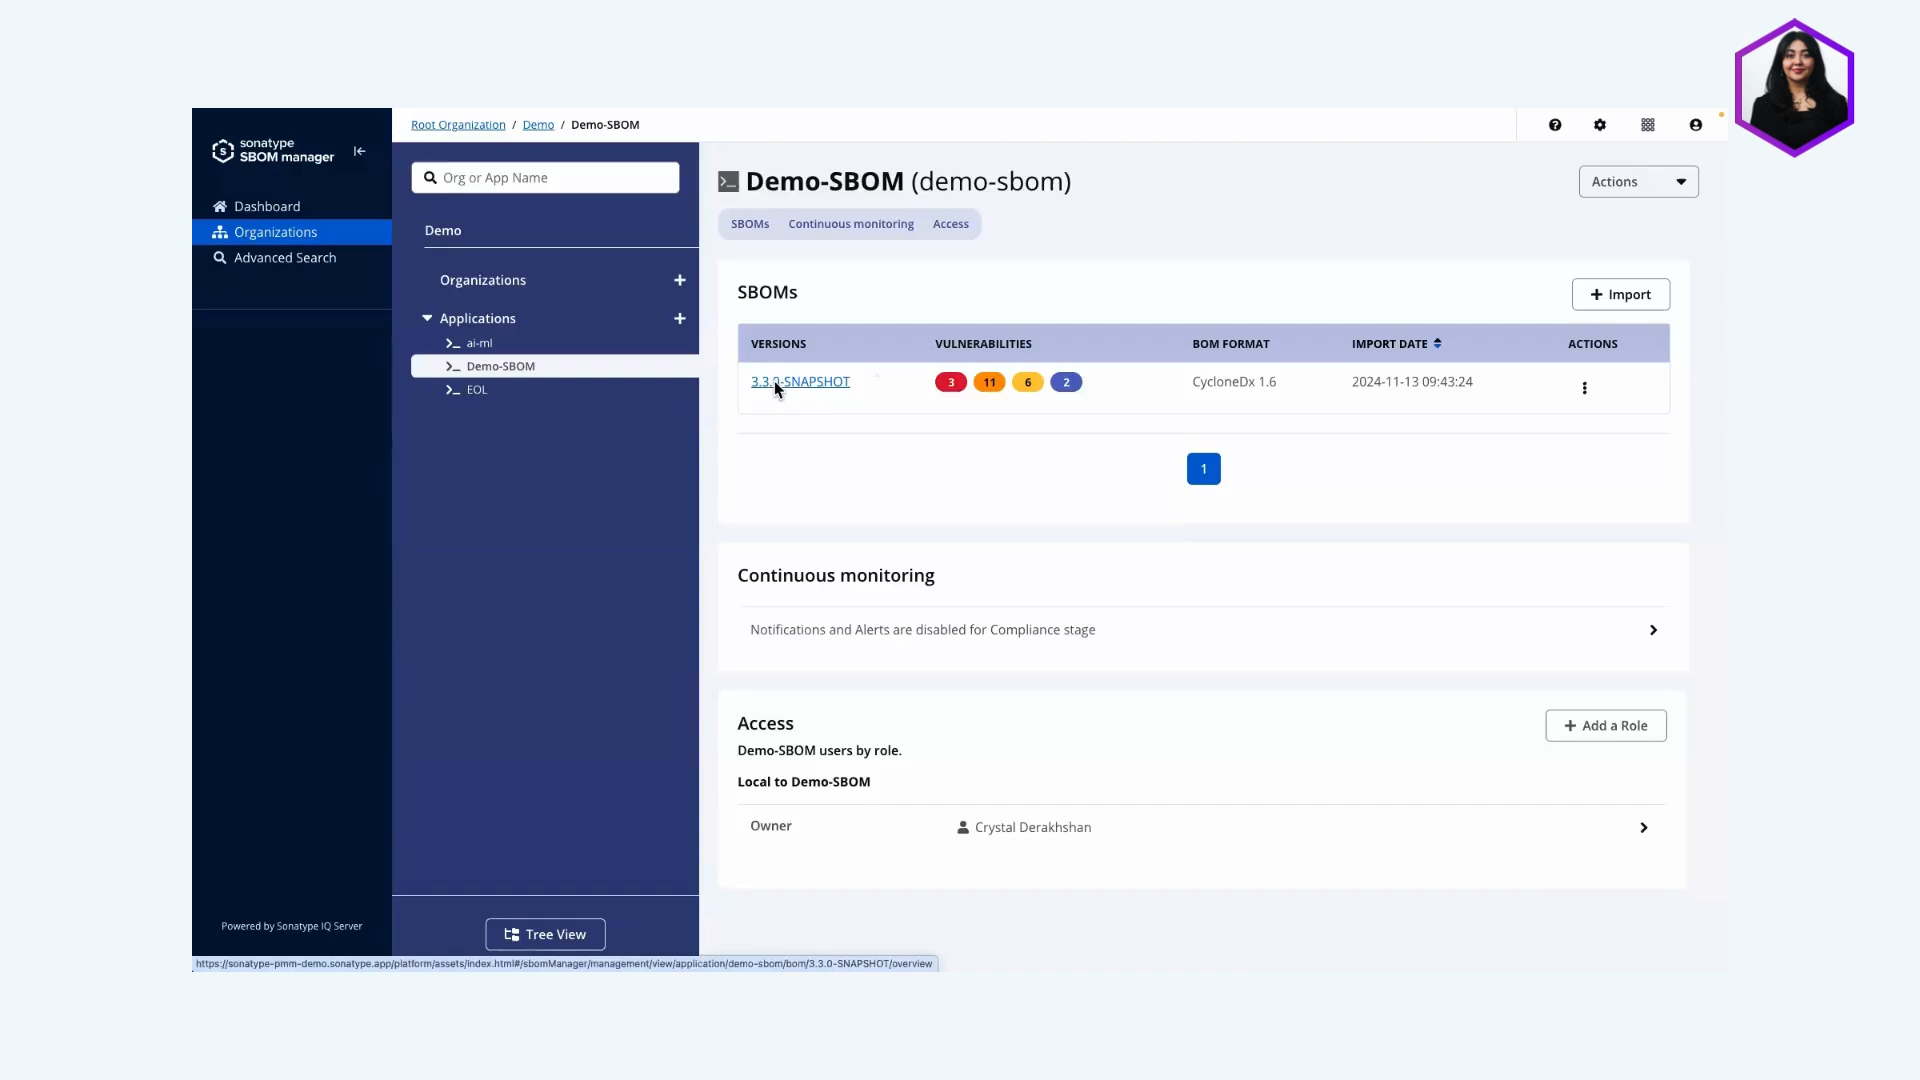 sonatype
SBOM manager
Dashboard
Organizations
Advanced Search
Powered by Sonatype IQ Server
Root Organization / Demo / Demo-SBOM
Org or App Name
Demo
Organizations
Applications
ai-ml
Demo-SBOM
EOL
Tree View
Demo-SBOM (demo-sbom)
Actions
SBOMs Continuous monitoring Access
SBOMs
Import
VERSIONS VULNERABILITIES BOM FORMAT IMPORT DATE ACTIONS
3.3.0-SNAPSHOT 3 11 6 2 CycloneDx 1.6 2024-11-13 09:43:24
1
Continuous monitoring
Notifications and Alerts are disabled for Compliance stage
Access
Add a Role
Demo-SBOM users by role.
Local to Demo-SBOM
Owner Crystal Derakhshan
https://sonatype-pmm-demo.sonatype.app/platform/assets/index.html#/sbomManager/management/view/application/demo-sbom/bom/3.3.0-SNAPSHOT/overview